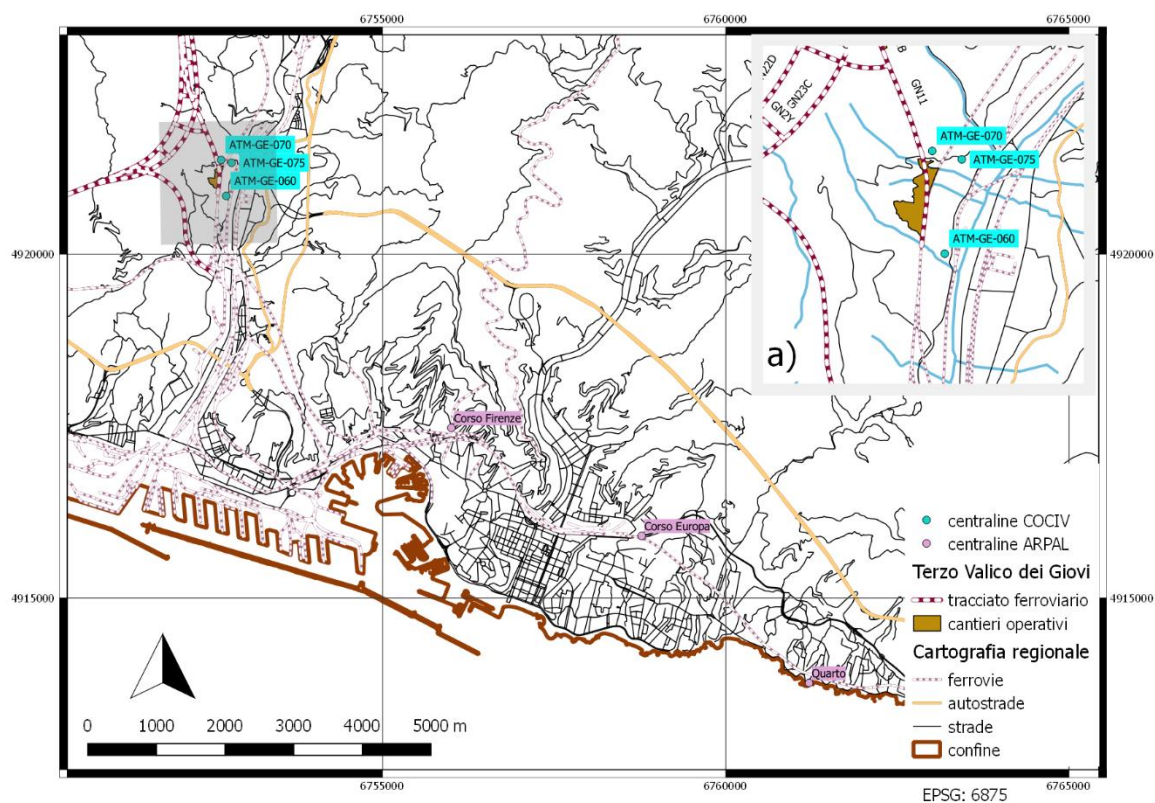 6755000
6760000
6765000
ATM-GE-070
ATM-GE-075
ATM-GE-060
GN22D
GN23C
GN2Y
GN11
B
ATM-GE-070
ATM-GE-075
ATM-GE-060
a)
4920000
4920000
Corso Firenze
Corso Europa
Quarto
4915000
4915000
centraline COCIV
centraline ARPAL
Terzo Valico dei Giovi
tracciato ferroviario
cantieri operativi
Cartografia regionale
ferrovie
autostrade
strade
confine
0 1000 2000 3000 4000 5000 m
6755000
6760000
6765000
EPSG: 6875